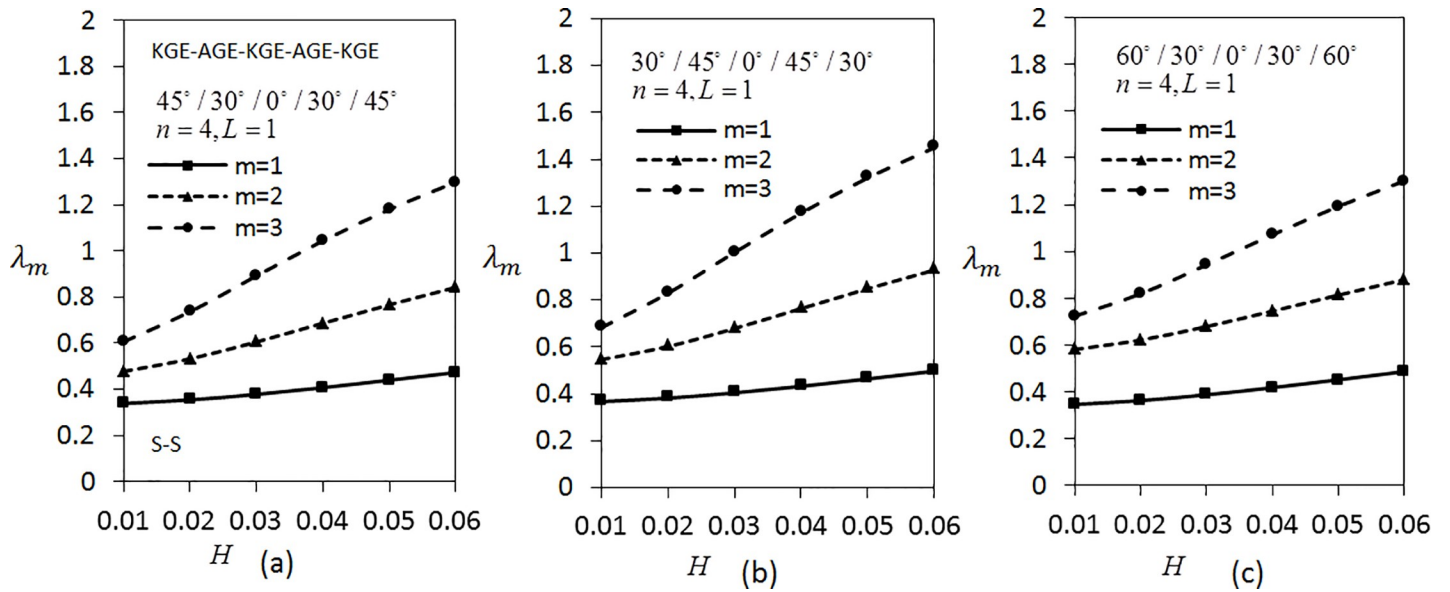 2
1.8
1.6
1.4
1.2
1
0.8
0.6
0.4
0.2
0
λm
KGE-AGE-KGE-AGE-KGE
45° / 30° / 0° / 30° / 45°
n = 4, L = 1
m=1
m=2
m=3
S-S
0.01 0.02 0.03 0.04 0.05 0.06
H (a)
2
1.8
1.6
1.4
1.2
1
0.8
0.6
0.4
0.2
0
λm
30° / 45° / 0° / 45° / 30°
n = 4, L = 1
m=1
m=2
m=3
0.01 0.02 0.03 0.04 0.05 0.06
H (b)
2
1.8
1.6
1.4
1.2
1
0.8
0.6
0.4
0.2
0
λm
60° / 30° / 0° / 30° / 60°
n = 4, L = 1
m=1
m=2
m=3
0.01 0.02 0.03 0.04 0.05 0.06
H (c)